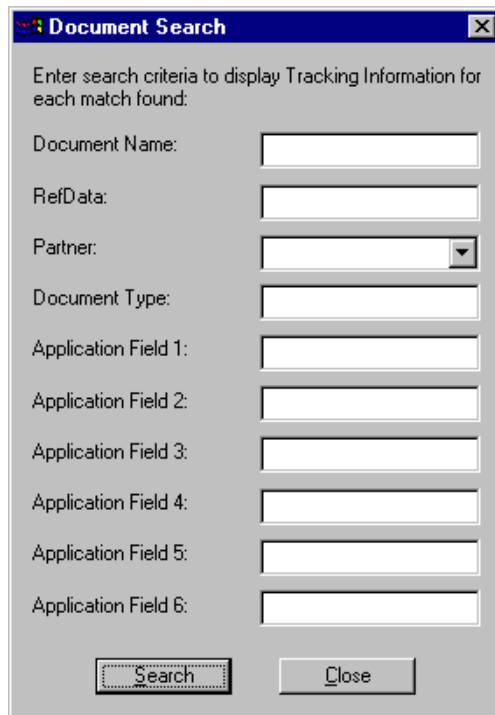 Document Search
Enter search criteria to display Tracking Information for
each match found:
Document Name:
RefData:
Partner:
Document Type:
Application Field 1:
Application Field 2:
Application Field 3:
Application Field 4:
Application Field 5:
Application Field 6:
Search Close